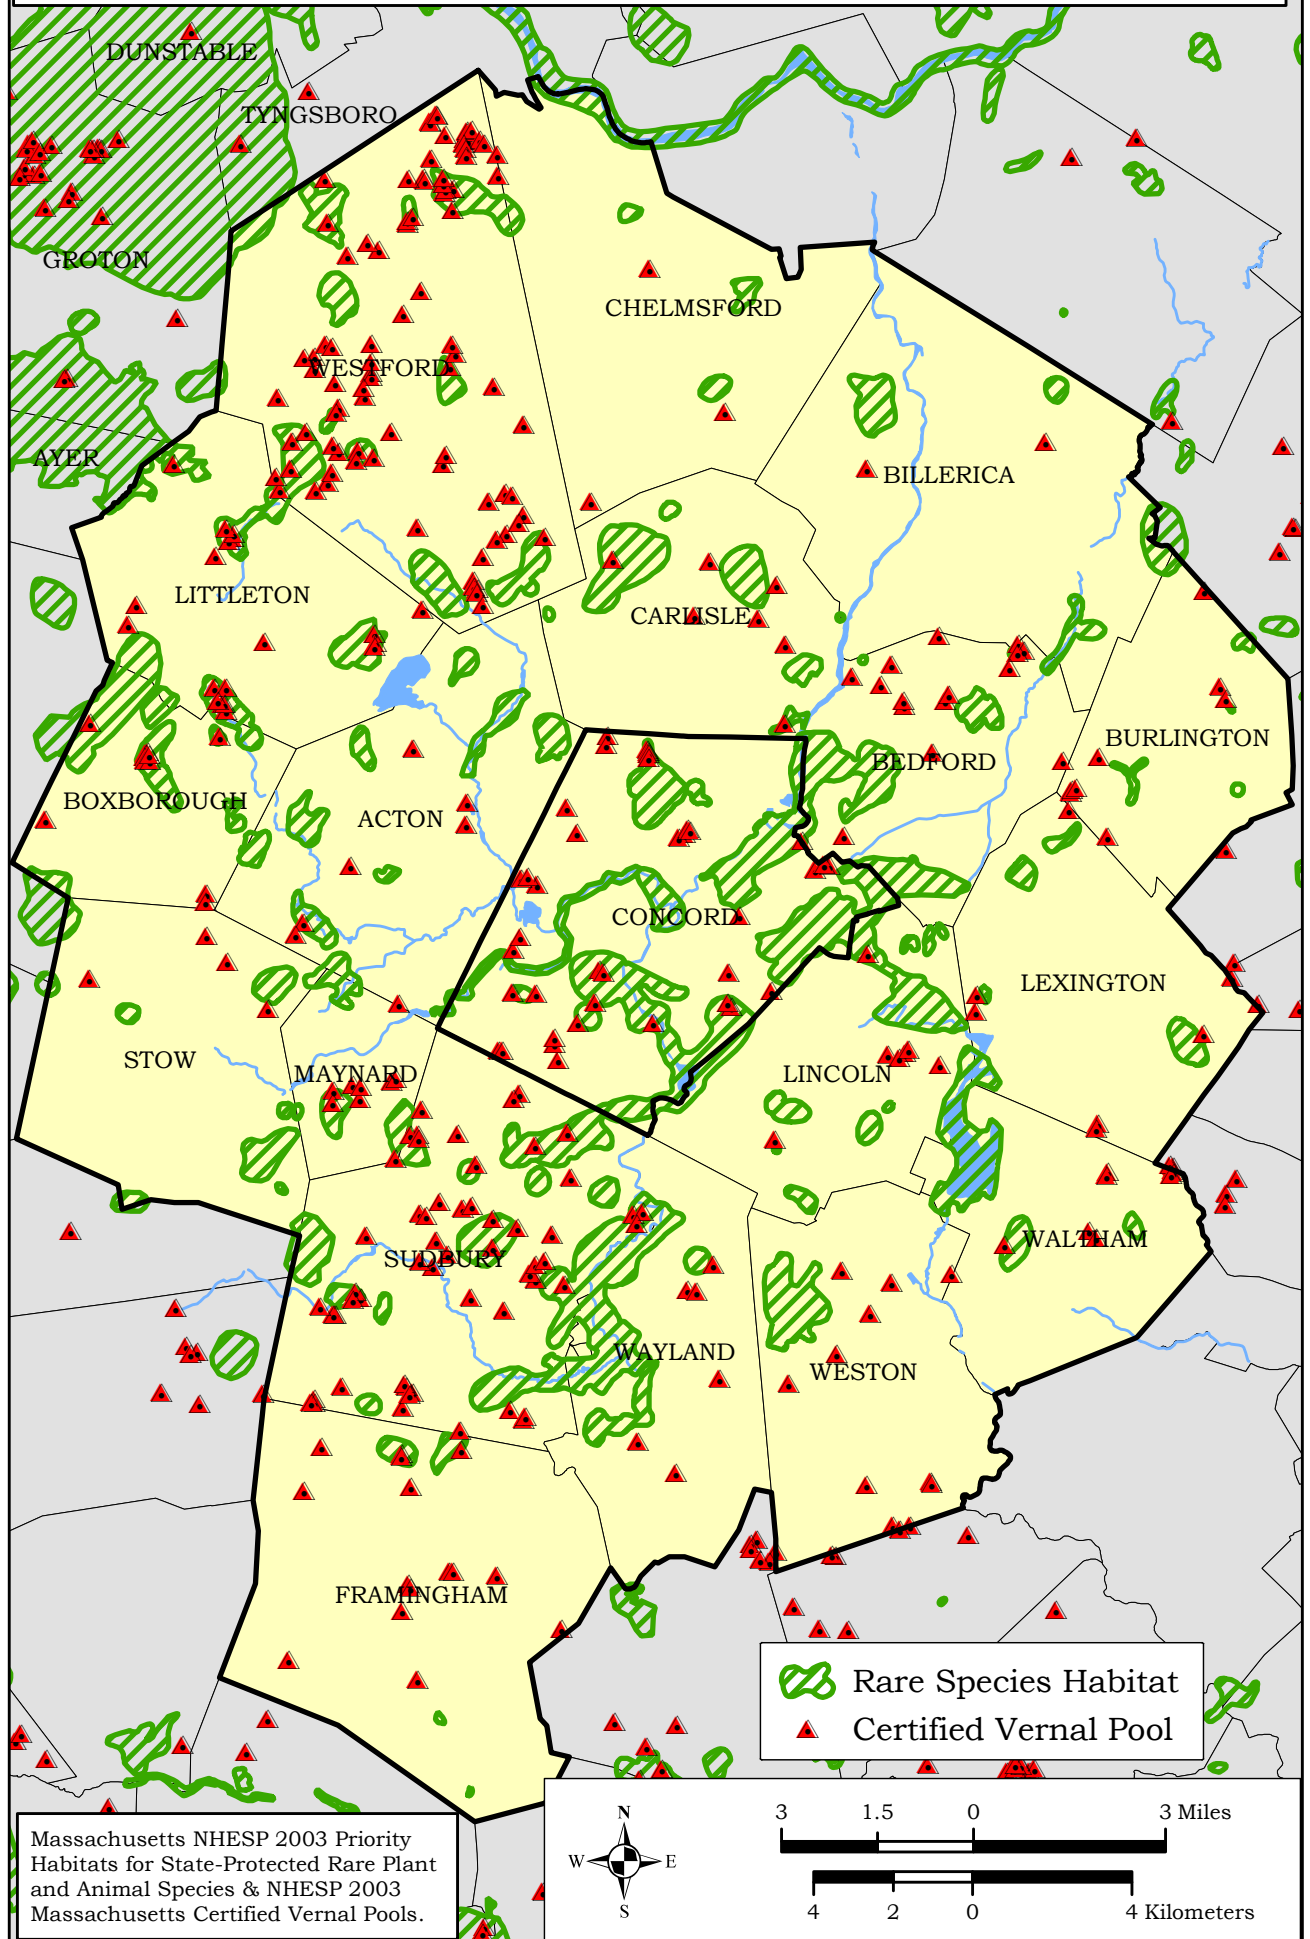 DUNSTABLE
TYNGSBORO
GROTON
CHELMSFORD
WESTFORD
AYER
BILLERICA
LITTLETON
CARLISLE
BURLINGTON
BEDFORD
BOXBOROUGH
ACTON
CONCORD
LEXINGTON
STOW
MAYNARD
LINCOLN
WALTHAM
SUDBURY
WAYLAND
WESTON
FRAMINGHAM
Rare Species Habitat
Certified Vernal Pool
N
W E
S
3 1.5 0 3 Miles
4 2 0 4 Kilometers
Massachusetts NHESP 2003 Priority
Habitats for State-Protected Rare Plant
and Animal Species & NHESP 2003
Massachusetts Certified Vernal Pools.